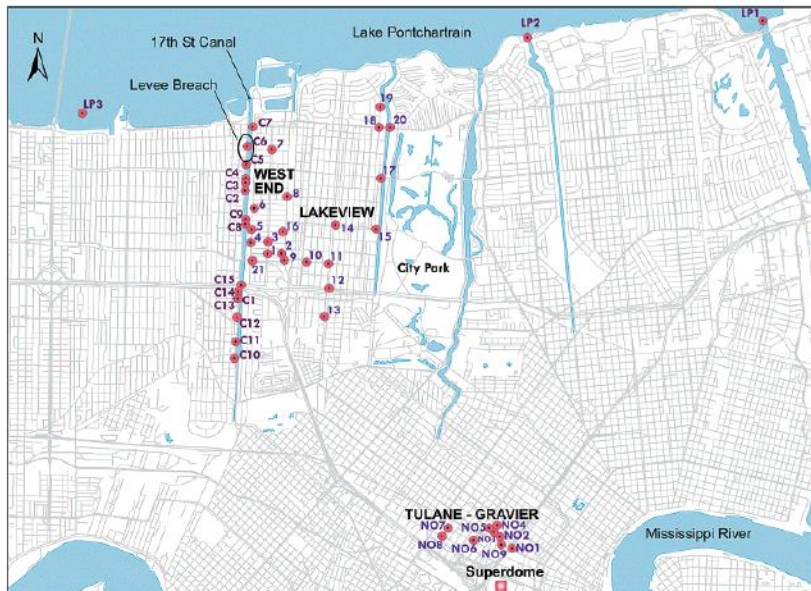 LP1
LP2
N
Lake Pontchartrain
17th St Canal
Levee Breach
LP3
19
C7
18
20
C6
7
C5
C4
WEST
END
17
C3
C2
8
6
LAKEVIEW
C9
C8
5
16
14
15
4
3
1
2
9
10
11
21
City Park
C15
C14
C1
12
C13
C12
13
C11
C10
TULANE - GRAVIER
NO7
NO5
NO4
NO3
NO2
NO8
NO6
NO9
NO1
Mississippi River
Superdome